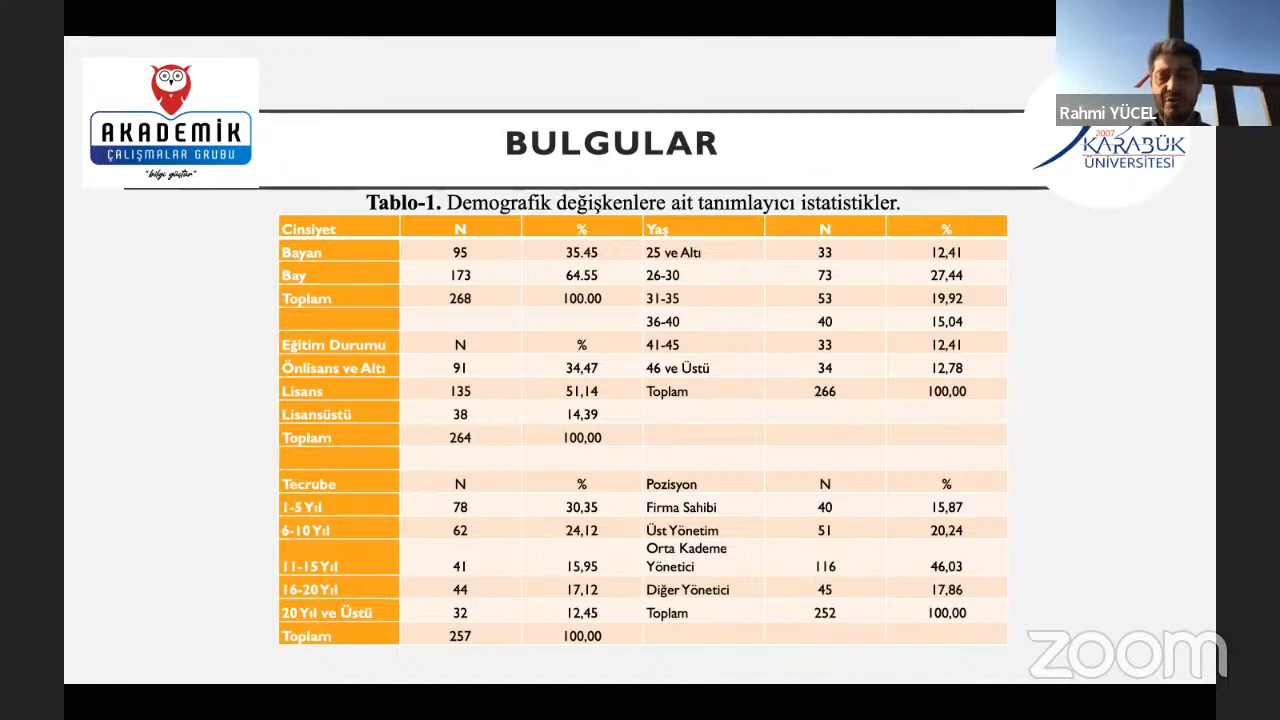 AKADEMİK
ÇALIŞMALAR GRUBU
"bilgi güçtür"
BULGULAR
Rahmi YÜCEL
2007
KARABÜK
ÜNİVERSİTESİ
Tablo-1. Demografik değişkenlere ait tanımlayıcı istatistikler.
Cinsiyet N % Yaş N %
Bayan 95 35.45 25 ve Altı 33 12,41
Bay 173 64.55 26-30 73 27,44
Toplam 268 100.00 31-35 53 19,92
36-40 40 15,04
Eğitim Durumu N % 41-45 33 12,41
Önlisans ve Altı 91 34,47 46 ve Üstü 34 12,78
Lisans 135 51,14 Toplam 266 100,00
Lisansüstü 38 14,39
Toplam 264 100,00
Tecrube N % Pozisyon N %
1-5 Yıl 78 30,35 Firma Sahibi 40 15,87
6-10 Yıl 62 24,12 Üst Yönetim 51 20,24
Orta Kademe
11-15 Yıl 41 15,95 Yönetici 116 46,03
16-20 Yıl 44 17,12 Diğer Yönetici 45 17,86
20 Yıl ve Üstü 32 12,45 Toplam 252 100,00
Toplam 257 100,00
zoom